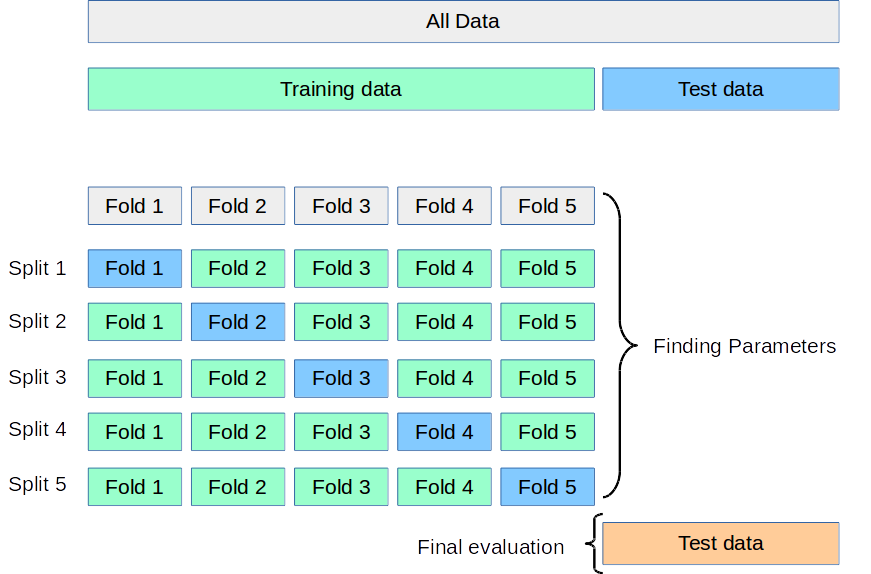 All Data
Training data Test data
Fold 1 Fold 2 Fold 3 Fold 4 Fold 5
Split 1 Fold 1 Fold 2 Fold 3 Fold 4 Fold 5
Split 2 Fold 1 Fold 2 Fold 3 Fold 4 Fold 5
Finding Parameters
Split 3 Fold 1 Fold 2 Fold 3 Fold 4 Fold 5
Split 4 Fold 1 Fold 2 Fold 3 Fold 4 Fold 5
Split 5 Fold 1 Fold 2 Fold 3 Fold 4 Fold 5
Final evaluation Test data